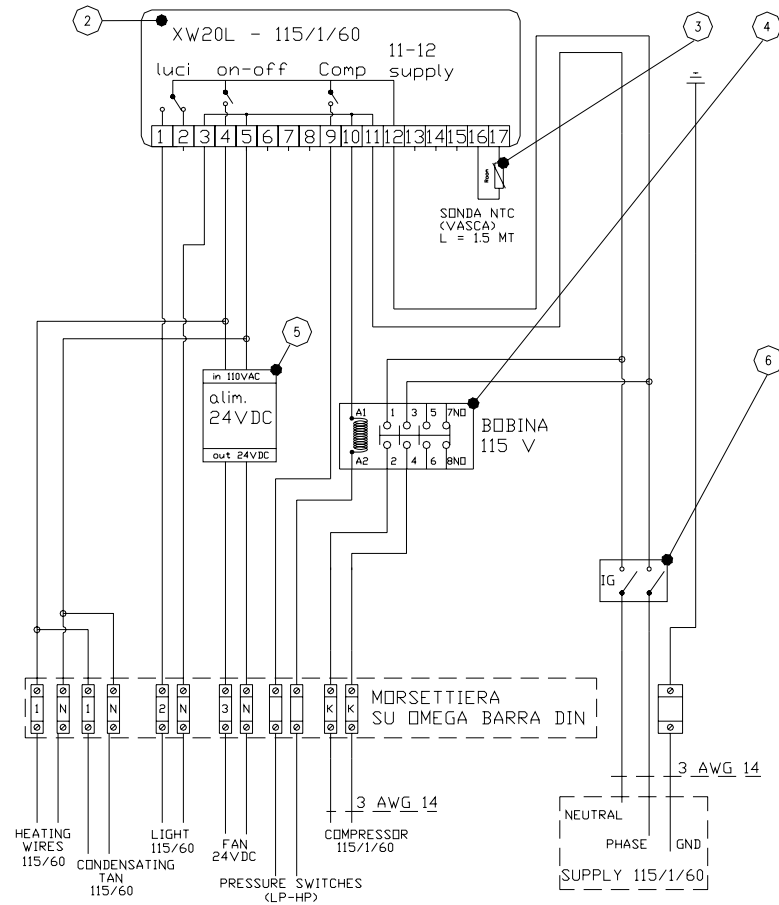 2
3
4
XW20L - 115/1/60
11-12
luci on-off Comp supply
1 2 3 4 5 6 7 8 9 10 11 12 13 14 15 16 17
Room
SONDA NTC
(VASCA)
L = 1.5 MT
5
6
in 110VAC
alim.
24VDC
out 24VDC
A1 1 3 5 7NO
A2 2 4 6 8NO
BOBINA
115 V
IG
1 N 1 N 2 N 3 N K K
MORSETTIERA
SU OMEGA BARRA DIN
3 AWG 14
3 AWG 14
HEATING
WIRES
115/60
CONDENSATING
TAN
115/60
LIGHT
115/60
FAN
24VDC
PRESSURE SWITCHES
(LP-HP)
COMPRESSOR
115/1/60
NEUTRAL
PHASE
GND
SUPPLY 115/1/60